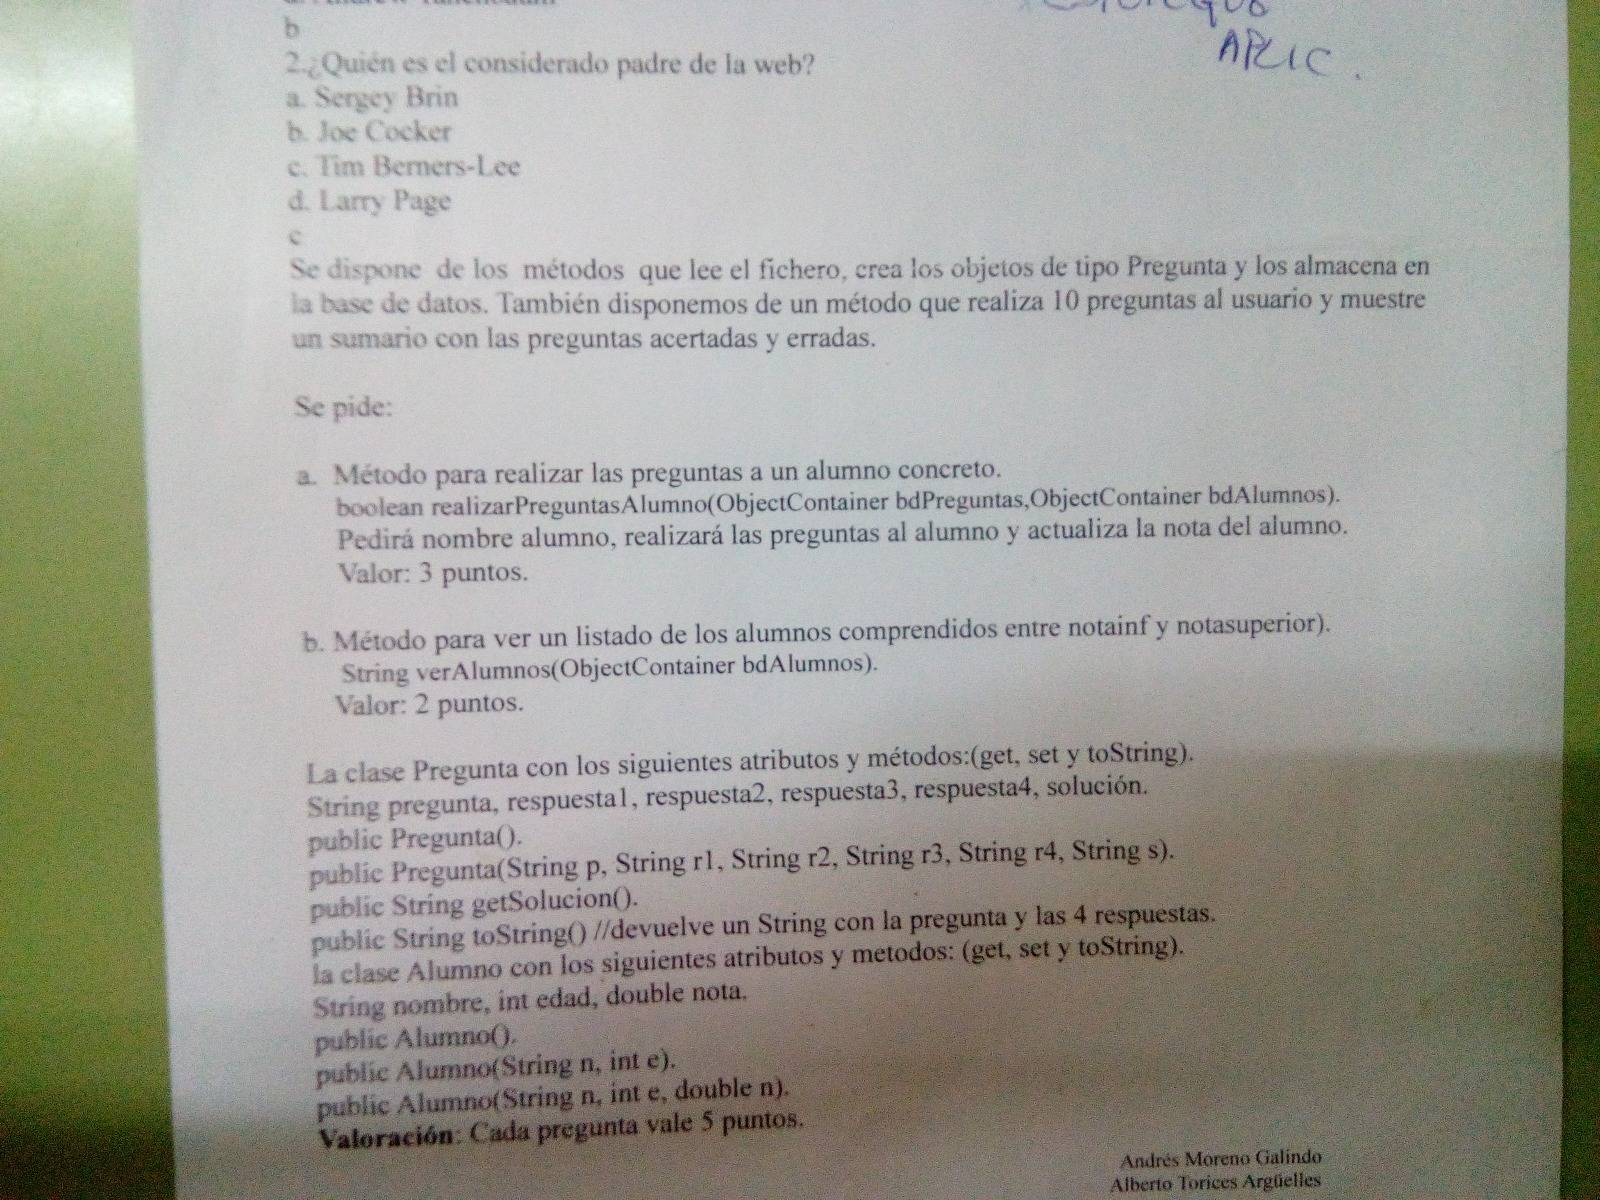 b
APLIC.
2.¿Quién es el considerado padre de la web?
a. Sergey Brin
b. Joe Cocker
c. Tim Berners-Lee
d. Larry Page
c
Se dispone de los métodos que lee el fichero, crea los objetos de tipo Pregunta y los almacena en
la base de datos. También disponemos de un método que realiza 10 preguntas al usuario y muestre
un sumario con las preguntas acertadas y erradas.
Se pide:
a. Método para realizar las preguntas a un alumno concreto.
boolean realizarPreguntasAlumno(ObjectContainer bdPreguntas,ObjectContainer bdAlumnos).
Pedirá nombre alumno, realizará las preguntas al alumno y actualiza la nota del alumno.
Valor: 3 puntos.
b. Método para ver un listado de los alumnos comprendidos entre notainf y notasuperior).
String verAlumnos(ObjectContainer bdAlumnos).
Valor: 2 puntos.
La clase Pregunta con los siguientes atributos y métodos:(get, set y toString).
String pregunta, respuesta1, respuesta2, respuesta3, respuesta4, solución.
public Pregunta().
public Pregunta(String p, String r1, String r2, String r3, String r4, String s).
public String getSolucion().
public String toString() //devuelve un String con la pregunta y las 4 respuestas.
la clase Alumno con los siguientes atributos y metodos: (get, set y toString).
String nombre, int edad, double nota.
public Alumno().
public Alumno(String n, int e).
public Alumno(String n, int e, double n).
Valoración: Cada pregunta vale 5 puntos.
Andrés Moreno Galindo
Alberto Torices Argüelles